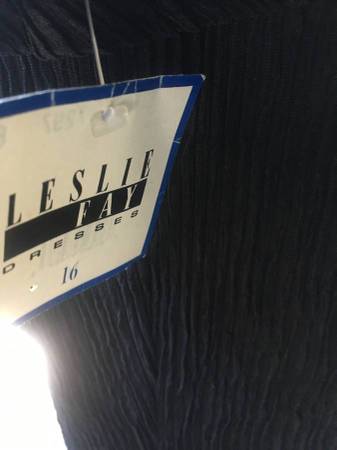 LESLIE
FAY
DRESSES
16